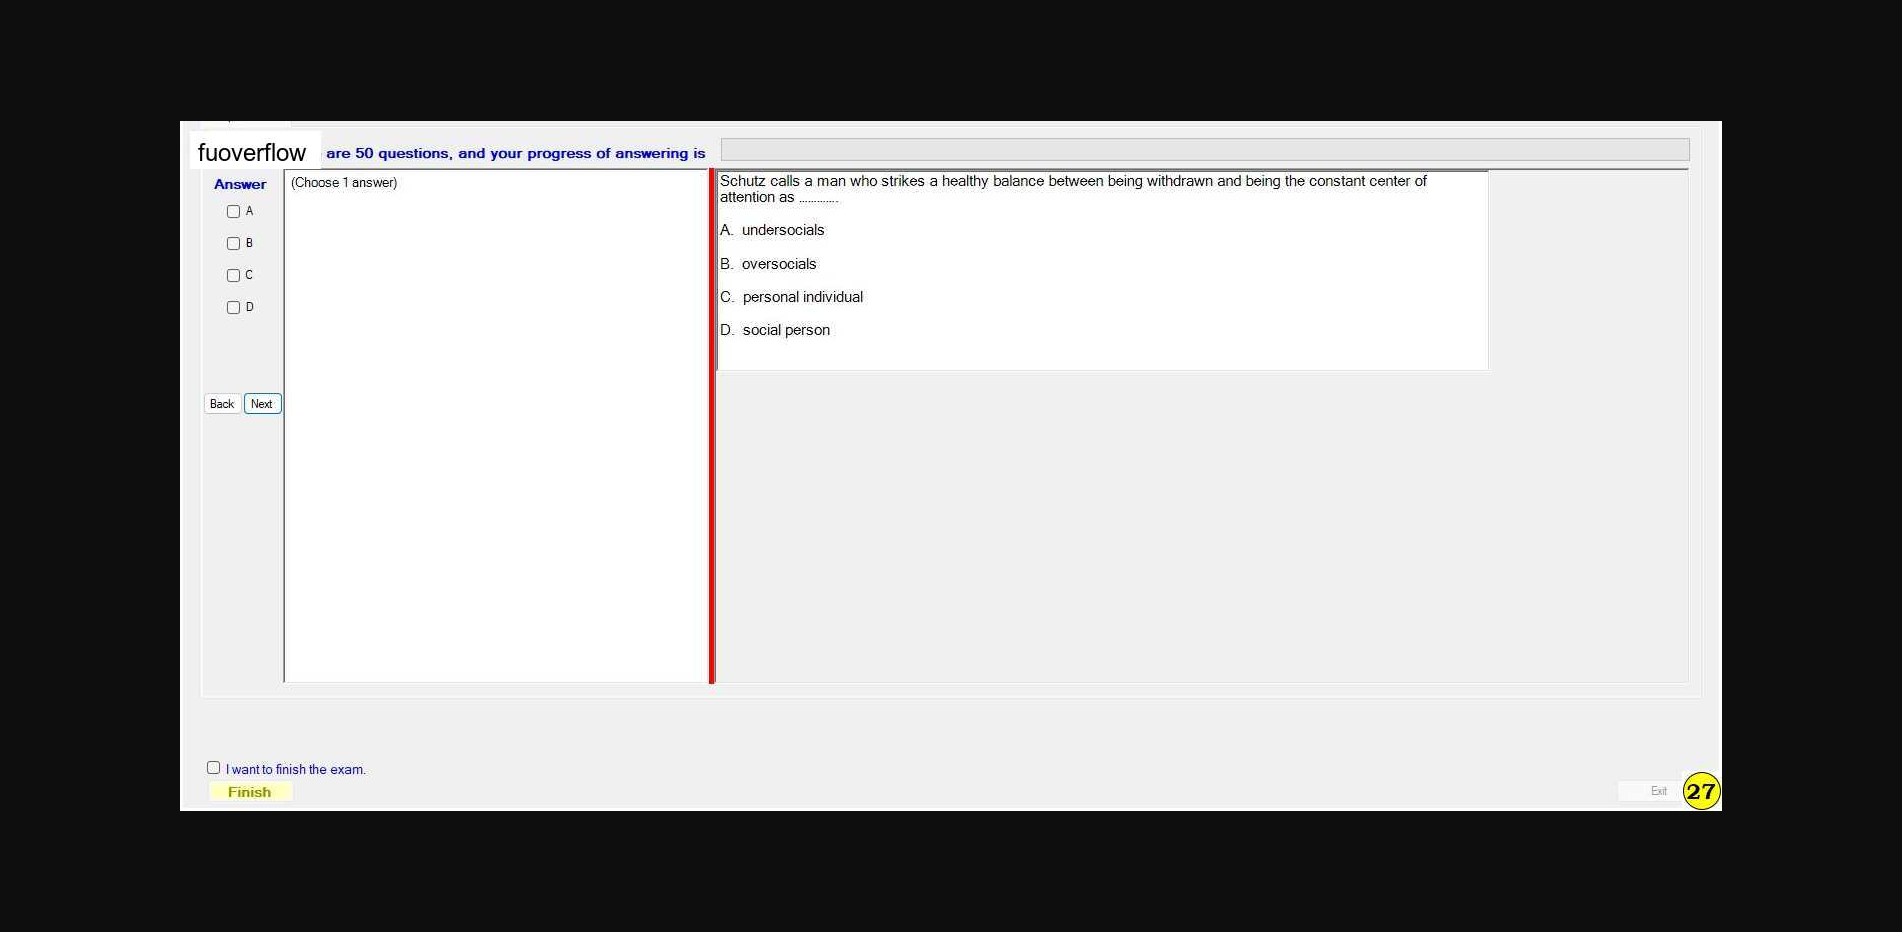 fuoverflow are 50 questions, and your progress of answering is
Answer
A
B
C
D
Back Next
(Choose 1 answer)
Schutz calls a man who strikes a healthy balance between being withdrawn and being the constant center of
attention as .............
A. undersocials
B. oversocials
C. personal individual
D. social person
I want to finish the exam.
Finish
Exit
27